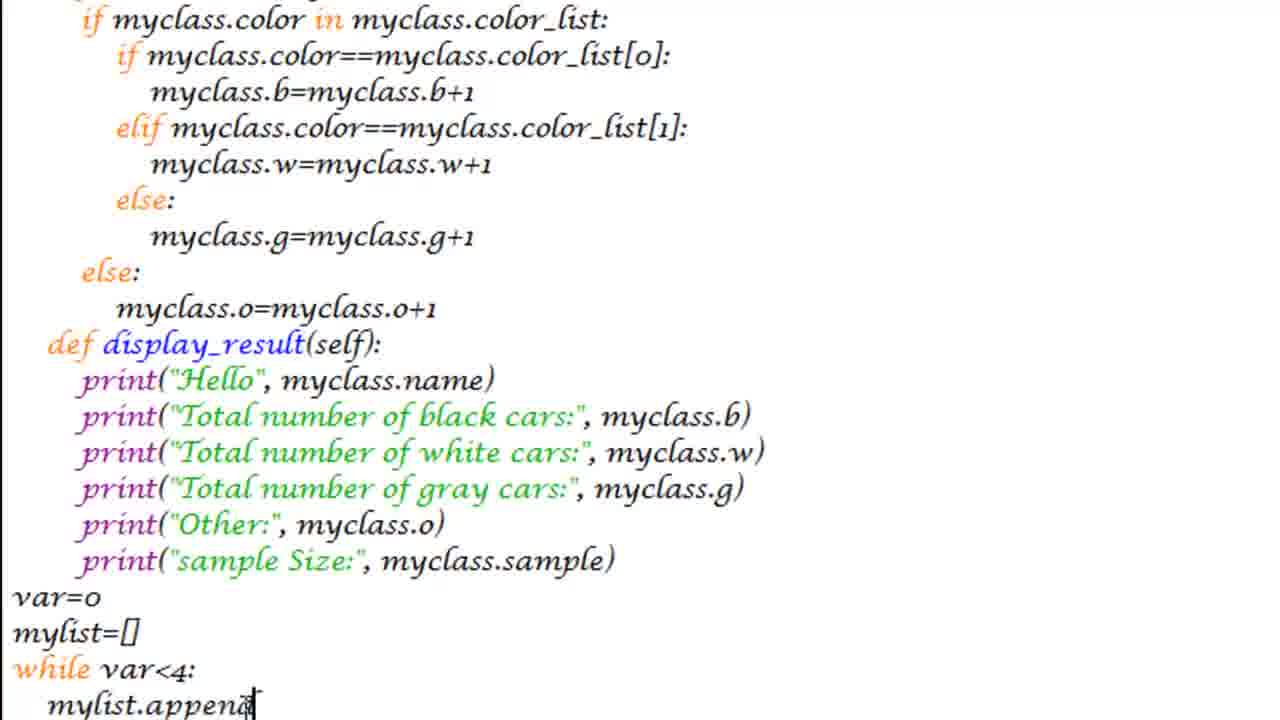 if myclass.color in myclass.color_list:
if myclass.color==myclass.color_list[0]:
myclass.b=myclass.b+1
elif myclass.color==myclass.color_list[1]:
myclass.w=myclass.w+1
else:
myclass.g=myclass.g+1
else:
myclass.o=myclass.o+1
def display_result(self):
print("Hello", myclass.name)
print("Total number of black cars:", myclass.b)
print("Total number of white cars:", myclass.w)
print("Total number of gray cars:", myclass.g)
print("Other:", myclass.o)
print("sample Size:", myclass.sample)
var=0
mylist=[]
while var<4:
mylist.append